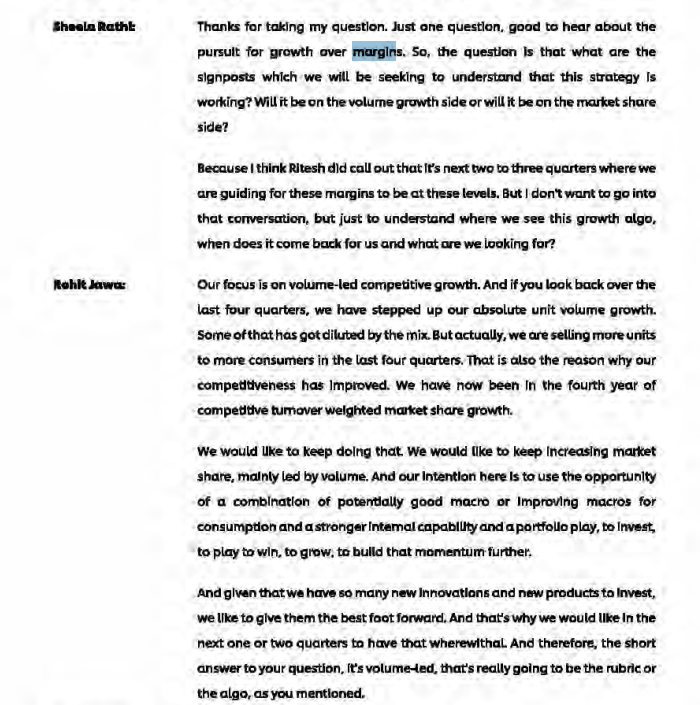 Sheela Rathi: Thanks for taking my question. Just one question, good to hear about the
pursuit for growth over margins. So, the question is that what are the
signposts which we will be seeking to understand that this strategy is
working? Will it be on the volume growth side or will it be on the market share
side?
Because I think Ritesh did call out that it's next two to three quarters where we
are guiding for these margins to be at these levels. But I don't want to go into
that conversation, but just to understand where we see this growth algo,
when does it come back for us and what are we looking for?
Rohit Jawa: Our focus is on volume-led competitive growth. And if you look back over the
last four quarters, we have stepped up our absolute unit volume growth.
Some of that has got diluted by the mix. But actually, we are selling more units
to more consumers in the last four quarters. That is also the reason why our
competitiveness has improved. We have now been in the fourth year of
competitive turnover weighted market share growth.
We would like to keep doing that. We would like to keep increasing market
share, mainly led by volume. And our intention here is to use the opportunity
of a combination of potentially good macro or improving macros for
consumption and a stronger internal capability and a portfolio play, to invest,
to play to win, to grow, to build that momentum further.
And given that we have so many new innovations and new products to invest,
we like to give them the best foot forward. And that's why we would like in the
next one or two quarters to have that wherewithal. And therefore, the short
answer to your question, it's volume-led, that's really going to be the rubric or
the algo, as you mentioned.